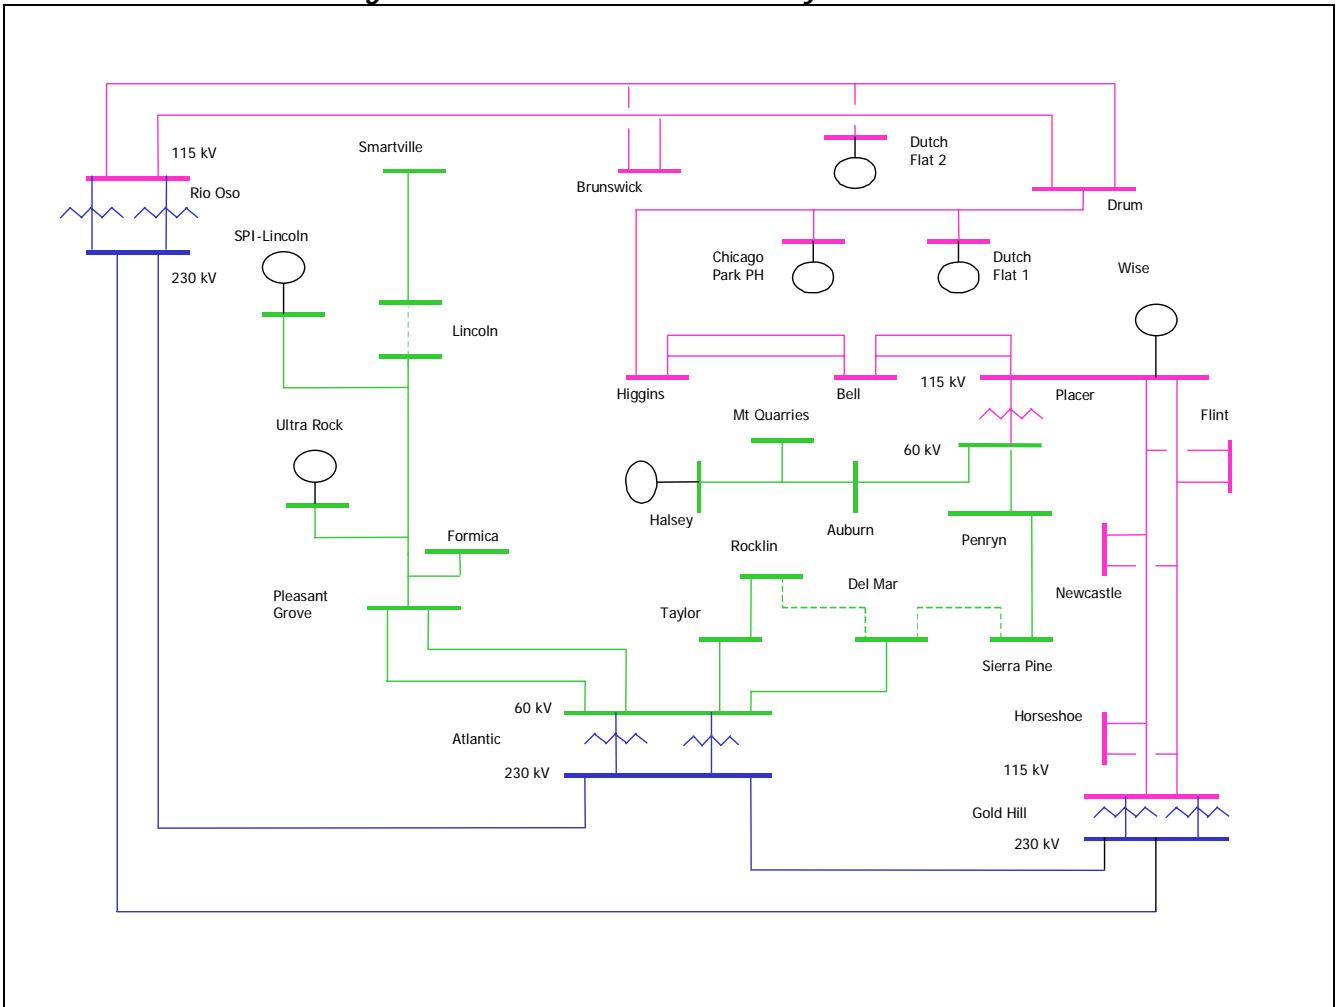 Smartville
115 kV
Rio Oso
Brunswick
Dutch
Flat 2
Drum
SPI-Lincoln
230 kV
Chicago
Park PH
Dutch
Flat 1
Wise
Lincoln
Higgins
Bell
115 kV
Placer
Flint
Mt Quarries
60 kV
Ultra Rock
Halsey
Auburn
Penryn
Formica
Rocklin
Del Mar
Newcastle
Pleasant
Grove
Taylor
Sierra Pine
60 kV
Atlantic
230 kV
Horseshoe
115 kV
Gold Hill
230 kV